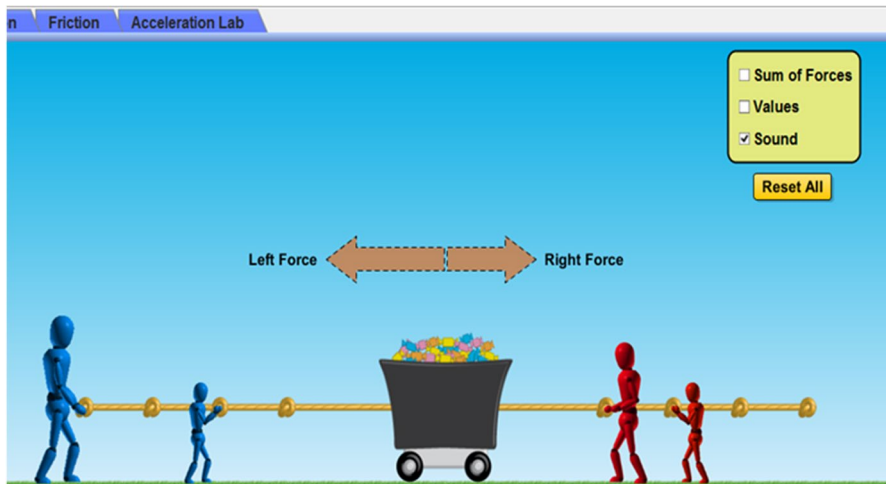 n
Friction
Acceleration Lab
Sum of Forces
Values
Sound
Reset All
Left Force
Right Force